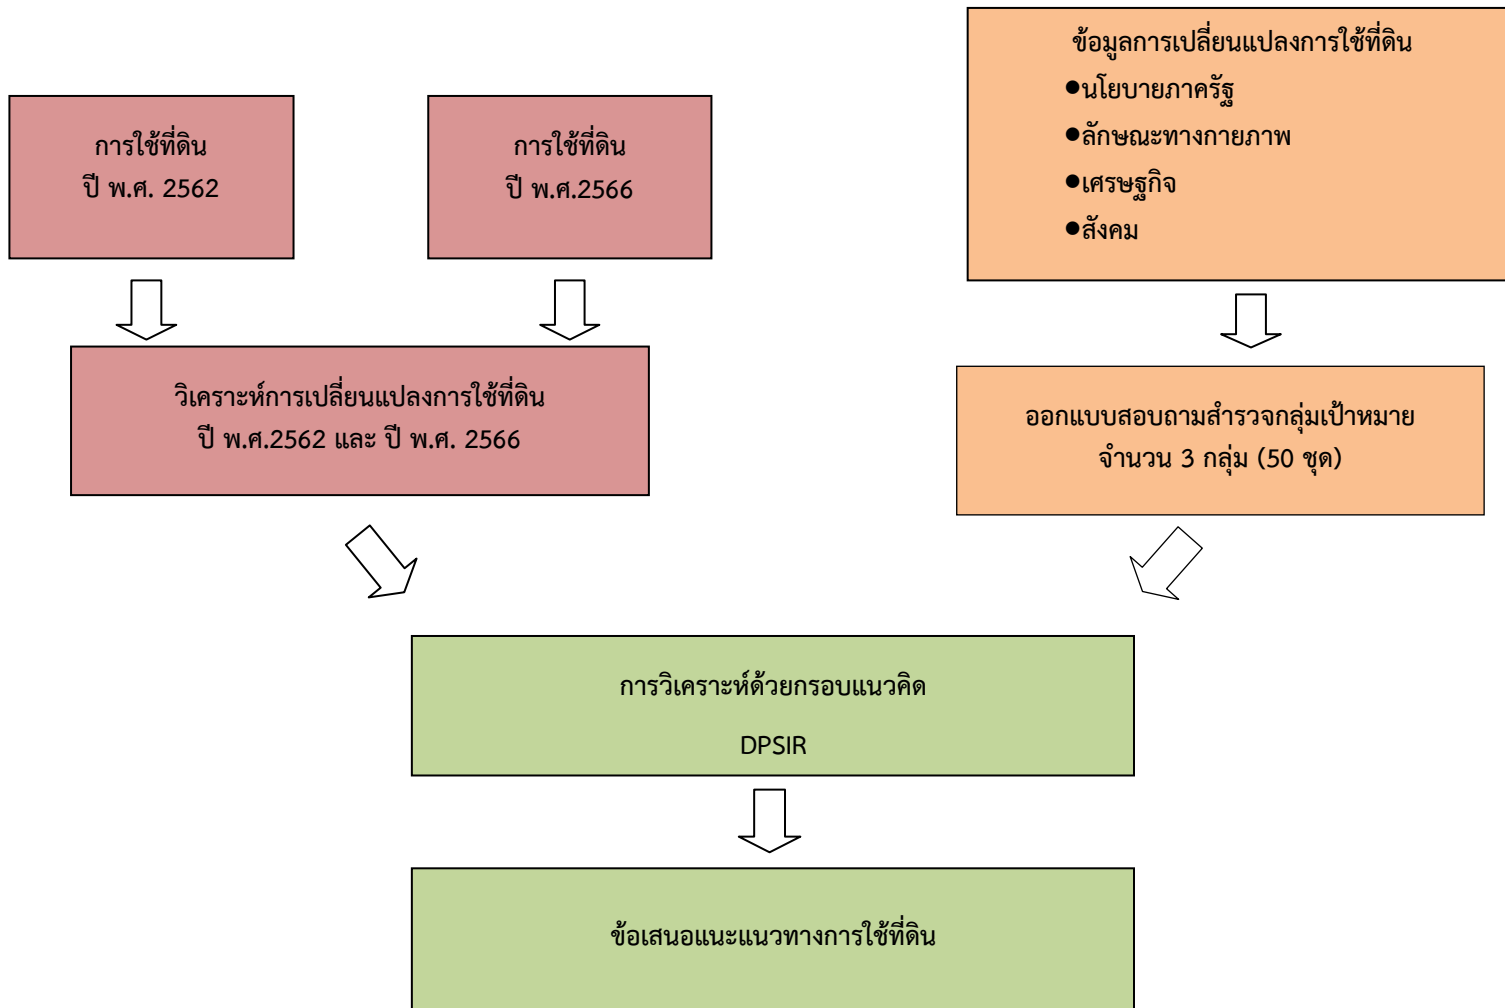 การใช้ที่ดิน
ปี พ.ศ. 2562
การใช้ที่ดิน
ปี พ.ศ.2566
ข้อมูลการเปลี่ยนแปลงการใช้ที่ดิน
●นโยบายภาครัฐ
●ลักษณะทางกายภาพ
●เศรษฐกิจ
●สังคม
วิเคราะห์การเปลี่ยนแปลงการใช้ที่ดิน
ปี พ.ศ.2562 และ ปี พ.ศ. 2566
ออกแบบสอบถามสำรวจกลุ่มเป้าหมาย
จำนวน 3 กลุ่ม (50 ชุด)
การวิเคราะห์ด้วยกรอบแนวคิด
DPSIR
ข้อเสนอแนะแนวทางการใช้ที่ดิน